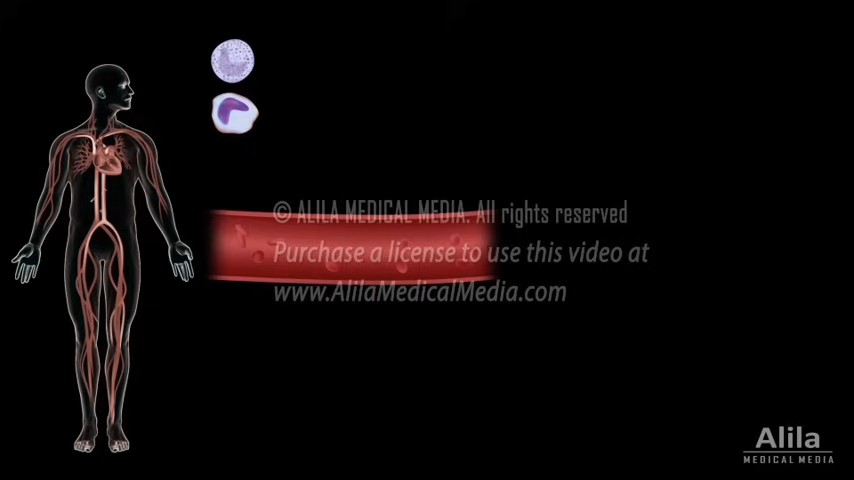 © ALILA MEDICAL MEDIA. All rights reserved
Purchase a license to use this video at
www.AlilaMedicalMedia.com
Alila
MEDICAL MEDIA